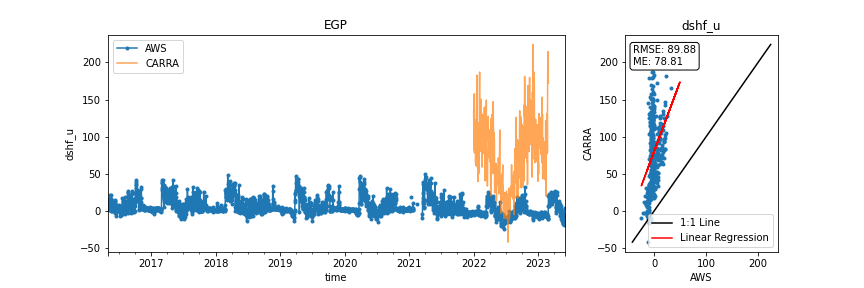 EGP
dshf_u
AWS
CARRA
200
150
100
50
0
−50
dshf_u
2017
2018
2019
2020
2021
2022
2023
time
dshf_u
RMSE: 89.88
ME: 78.81
200
150
100
50
0
−50
CARRA
1:1 Line
Linear Regression
0
100
200
AWS